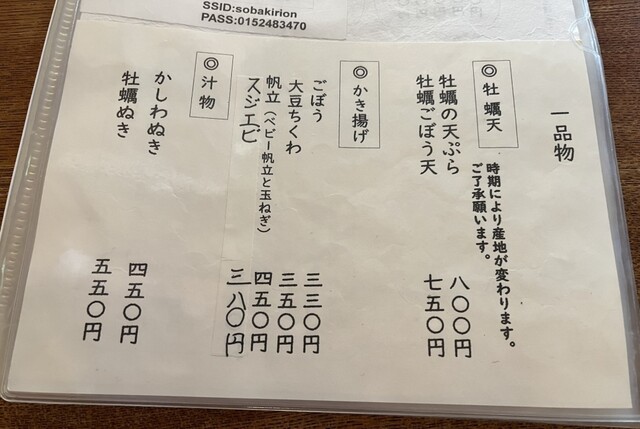 SSID:sobakirion
PASS:0152483470
一品物
◎牡蠣天
時期により産地が変わります。
ご了承願います。
牡蠣の天ぷら 八〇〇円
牡蠣ごぼう天 七五〇円
◎かき揚げ
ごぼう 三三〇円
大豆ちくわ 三五〇円
帆立（ベビー帆立と玉ねぎ） 四五〇円
スジエビ 三八〇円
◎汁物
かしわぬき 四五〇円
牡蠣ぬき 五五〇円